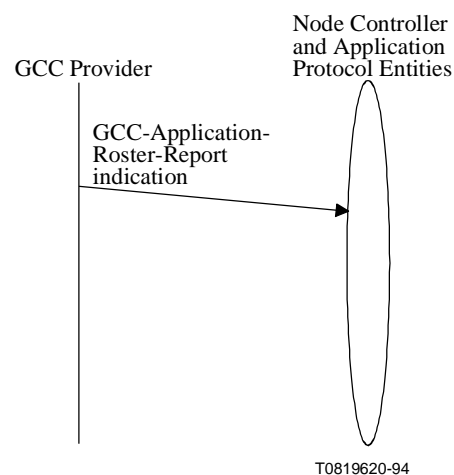 Node Controller
and Application
Protocol Entities
GCC Provider
GCC-Application-
Roster-Report
indication
T0819620-94